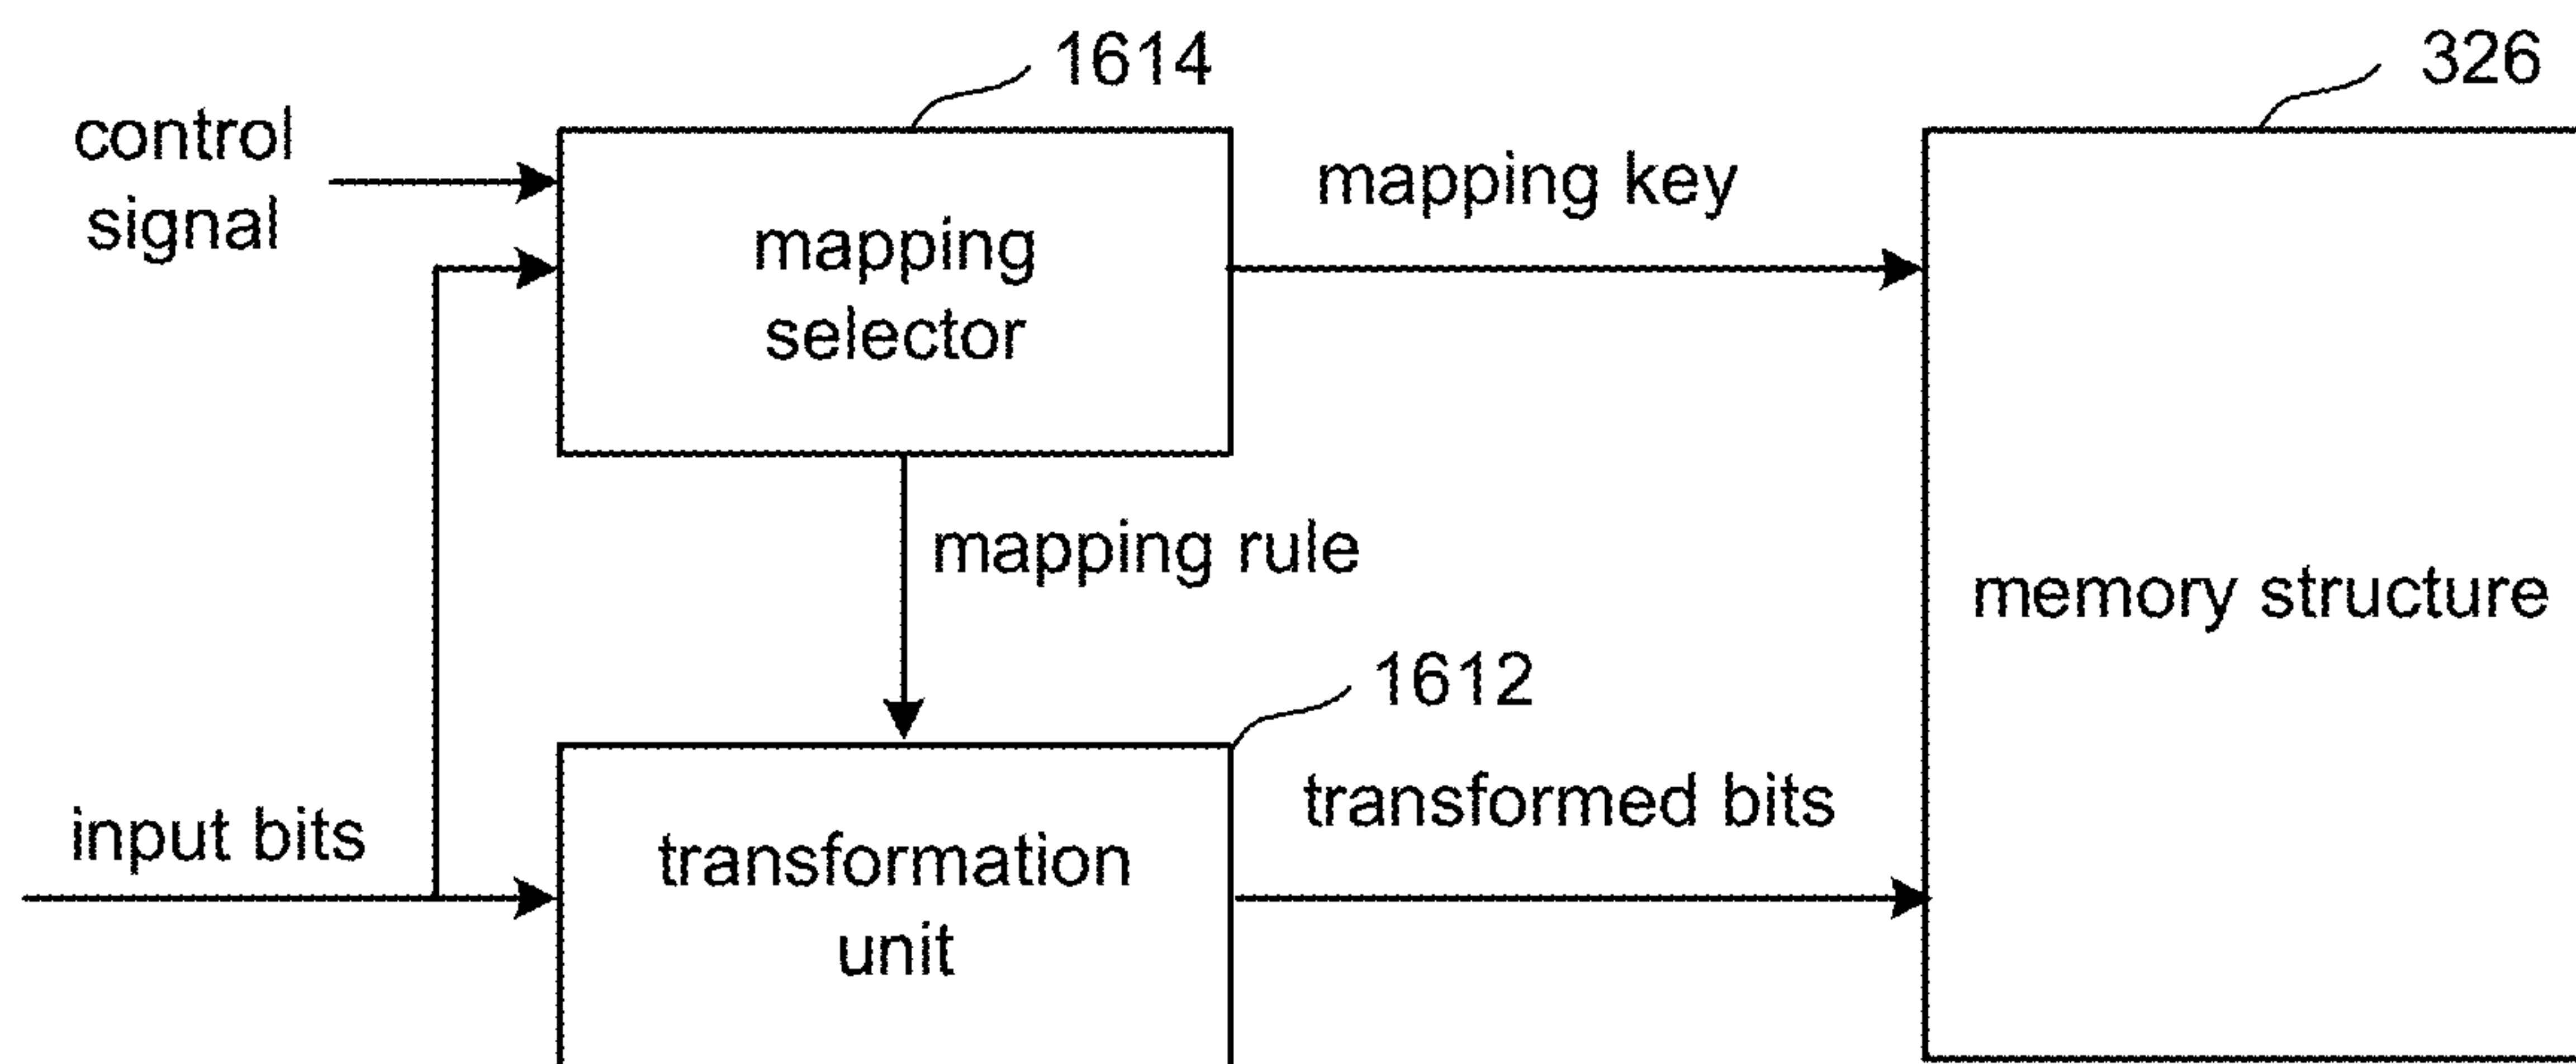 1614
326
control
signal
mapping key
mapping
selector
mapping rule
memory structure
1612
input bits
transformed bits
transformation
unit